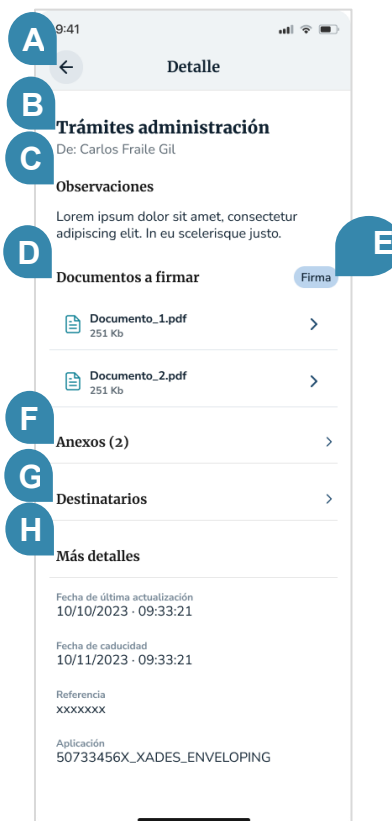 A
9:41
Detalle
B
Trámites administración
C
De: Carlos Fraile Gil
Observaciones
Lorem ipsum dolor sit amet, consectetur
adipiscing elit. In eu scelerisque justo.
D
E
Documentos a firmar
Firma
Documento_1.pdf
251 Kb
Documento_2.pdf
251 Kb
F
Anexos (2)
G
Destinatarios
H
Más detalles
Fecha de última actualización
10/10/2023 · 09:33:21
Fecha de caducidad
10/11/2023 · 09:33:21
Referencia
xxxxxxx
Aplicación
50733456X_XADES_ENVELOPING